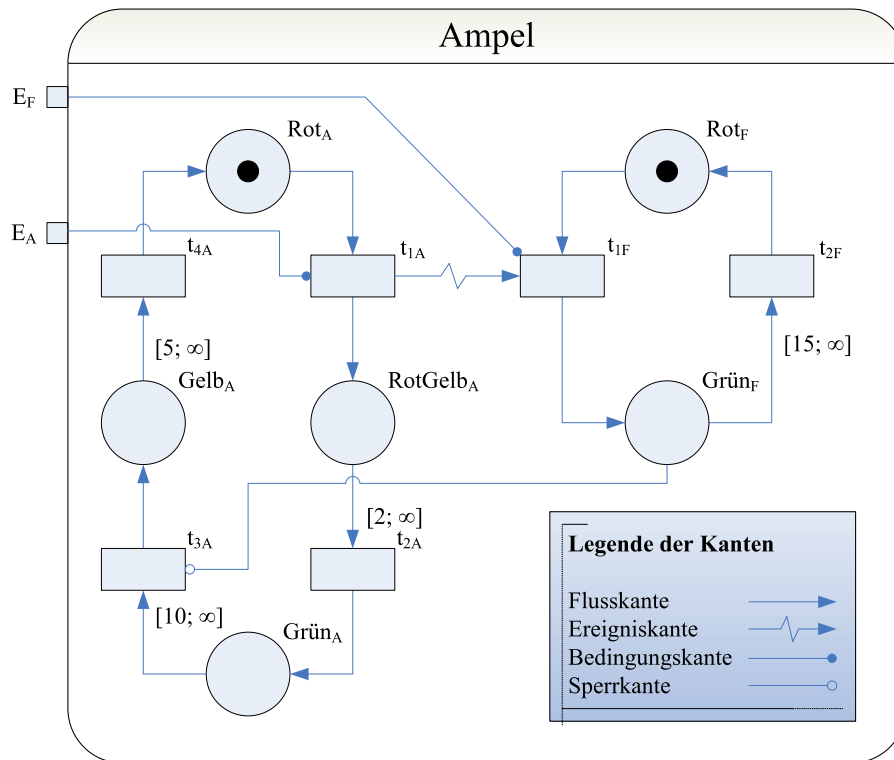 Ampel
E_F
Rot_A
Rot_F
E_A
t_4A
t_1A
t_1F
t_2F
[5; ∞]
[15; ∞]
Gelb_A
RotGelb_A
Grün_F
t_3A
[2; ∞]
t_2A
[10; ∞]
Grün_A
Legende der Kanten
Flusskante
Ereigniskante
Bedingungskante
Sperrkante